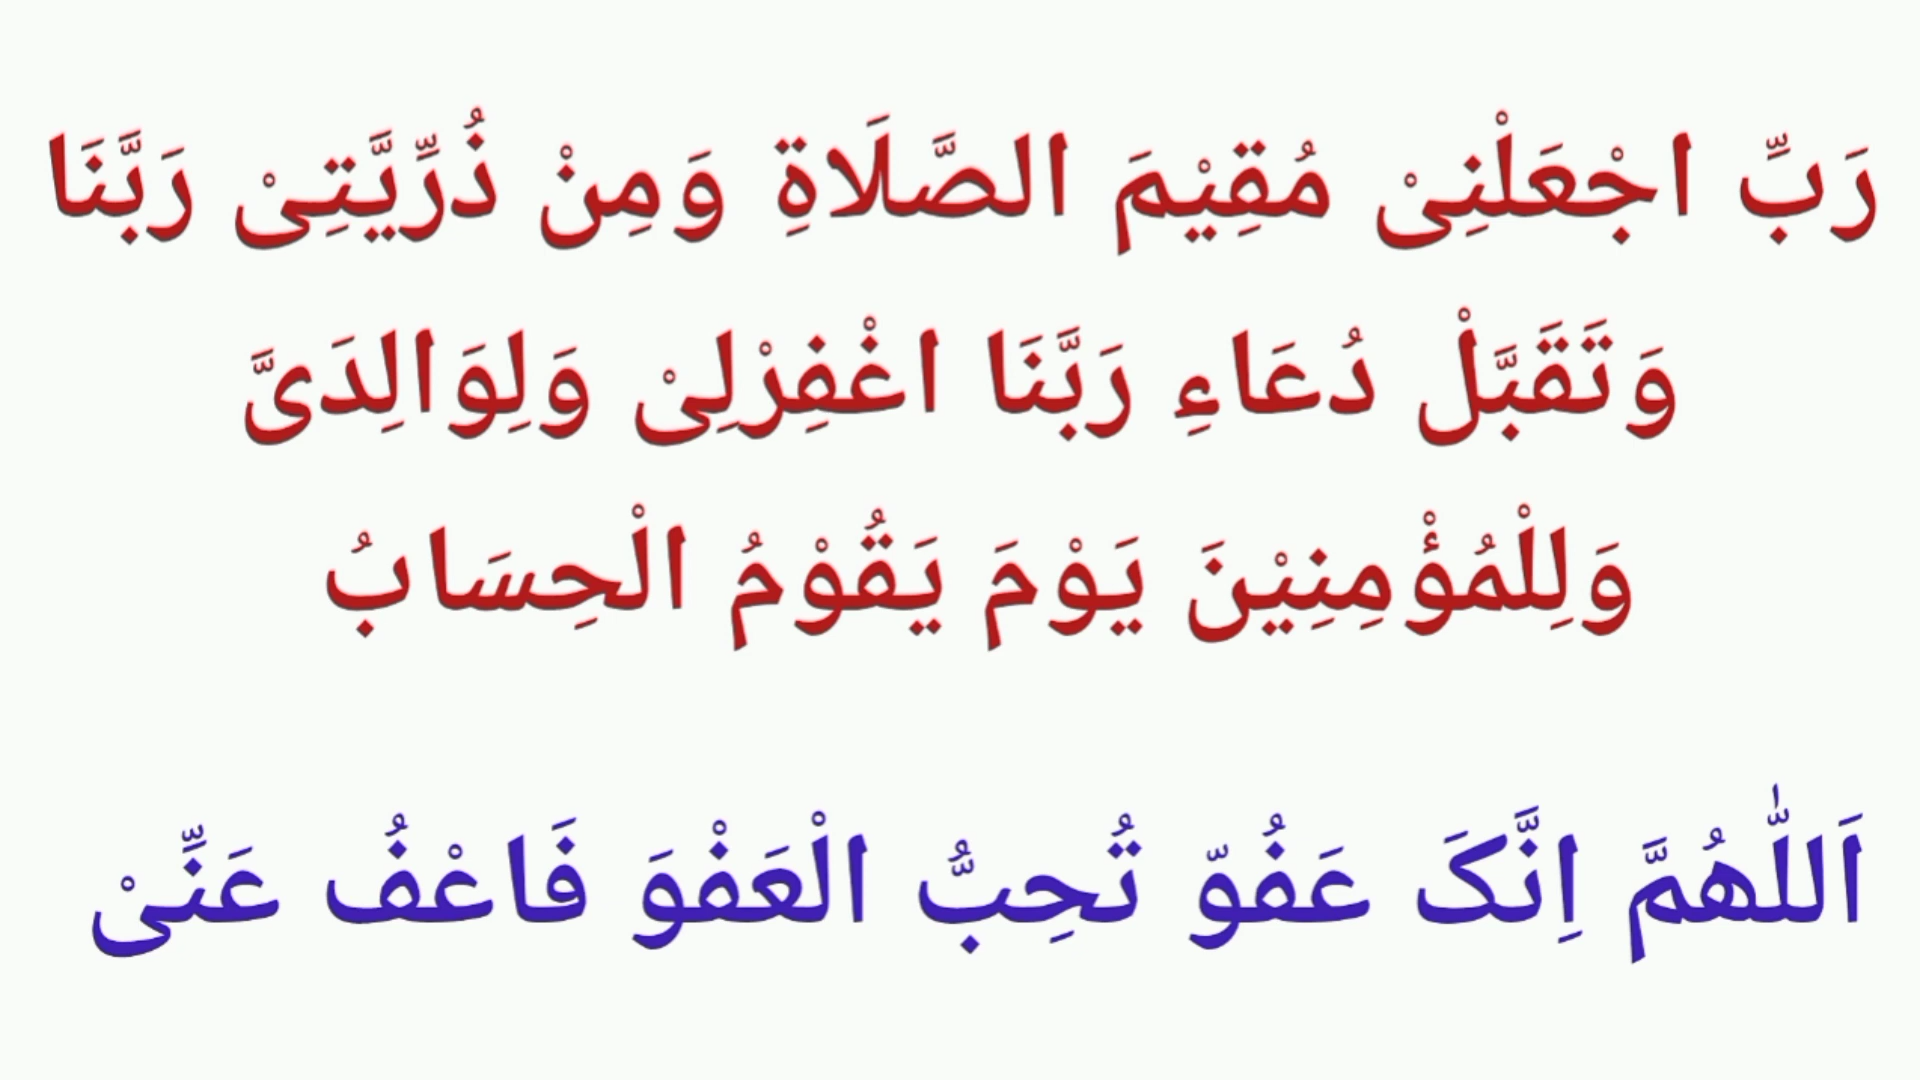 رَبِّ اجْعَلْنِیْ مُقِيْمَ الصَّلَاةِ وَمِنْ ذُرِّيَّتِیْ رَبَّنَا
وَتَقَبَّلْ دُعَاءِ رَبَّنَا اغْفِرْلِیْ وَلِوَالِدَیَّ
وَلِلْمُؤْمِنِيْنَ يَوْمَ يَقُوْمُ الْحِسَابُ
اَللّٰهُمَّ اِنَّکَ عَفُوّ تُحِبُّ الْعَفْوَ فَاعْفُ عَنِّیْ